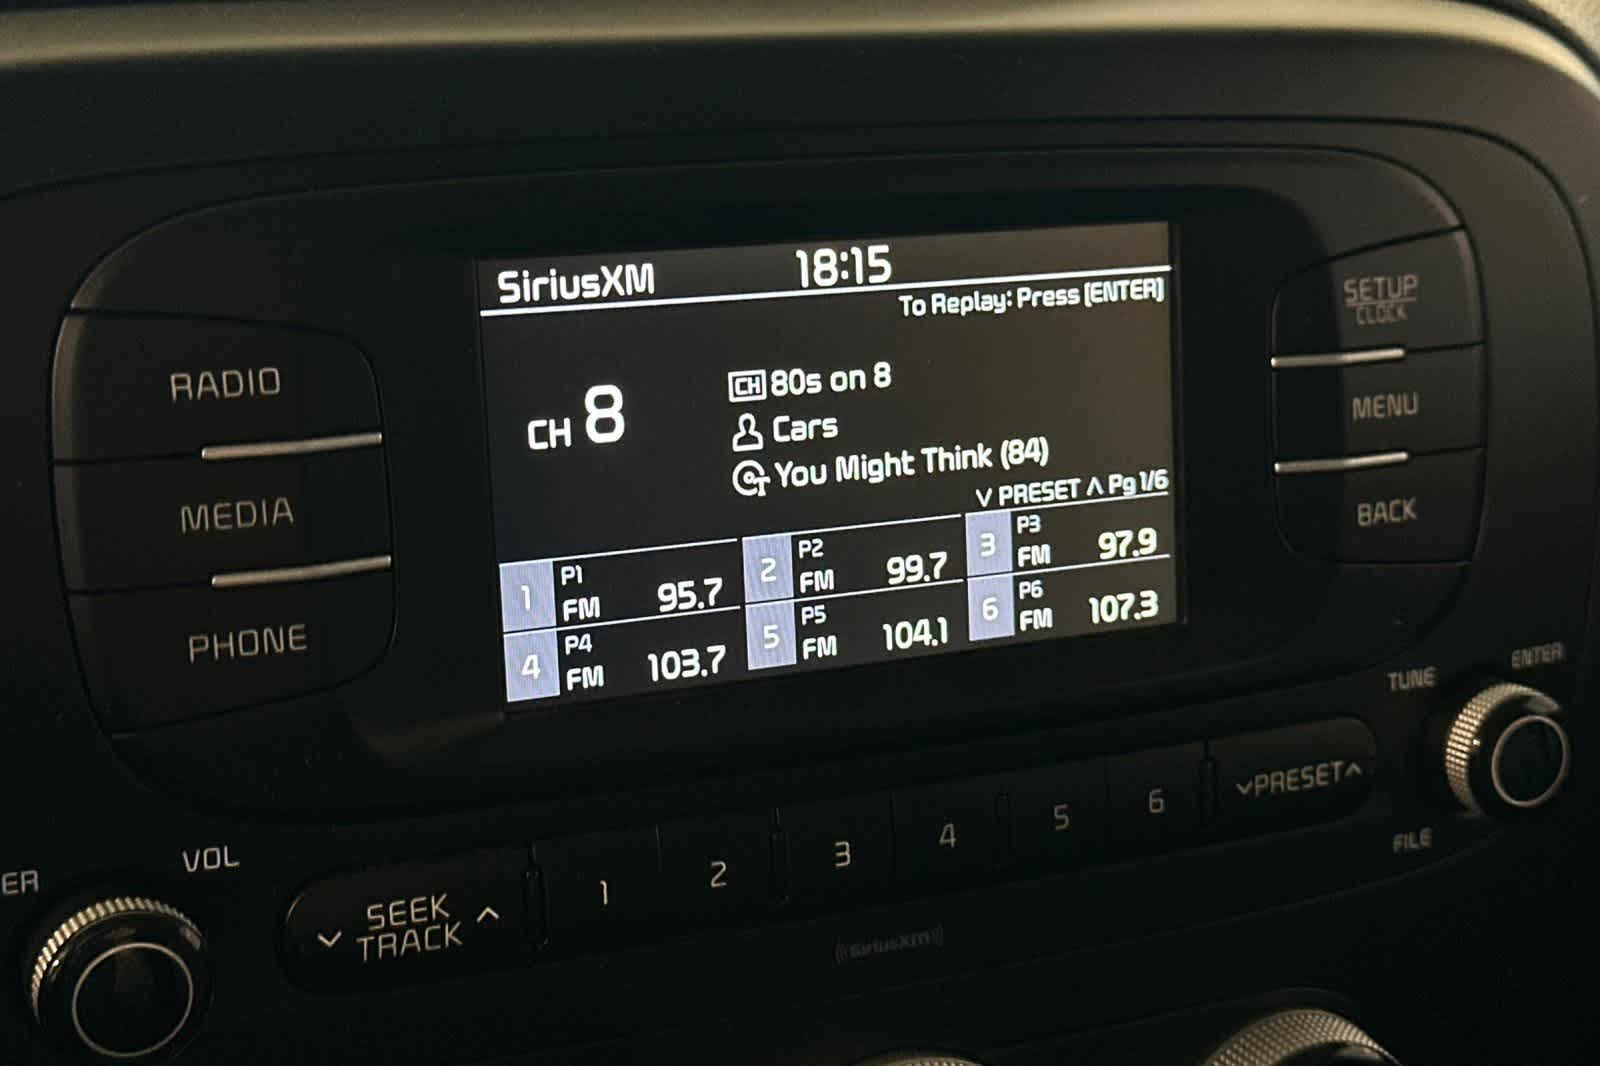 SiriusXM 18:15
To Replay: Press [ENTER]
CH 8
CH 80s on 8
Cars
You Might Think (84)
∨ PRESET ∧ Pg 1/6
1 P1 FM 95.7
2 P2 FM 99.7
3 P3 FM 97.9
4 P4 FM 103.7
5 P5 FM 104.1
6 P6 FM 107.3
RADIO
MEDIA
PHONE
SETUP
CLOCK
MENU
BACK
ENTER
TUNE
FILE
VOL
∨ SEEK ∧
TRACK
1 2 3 4 5 6
∨PRESET∧
SiriusXM